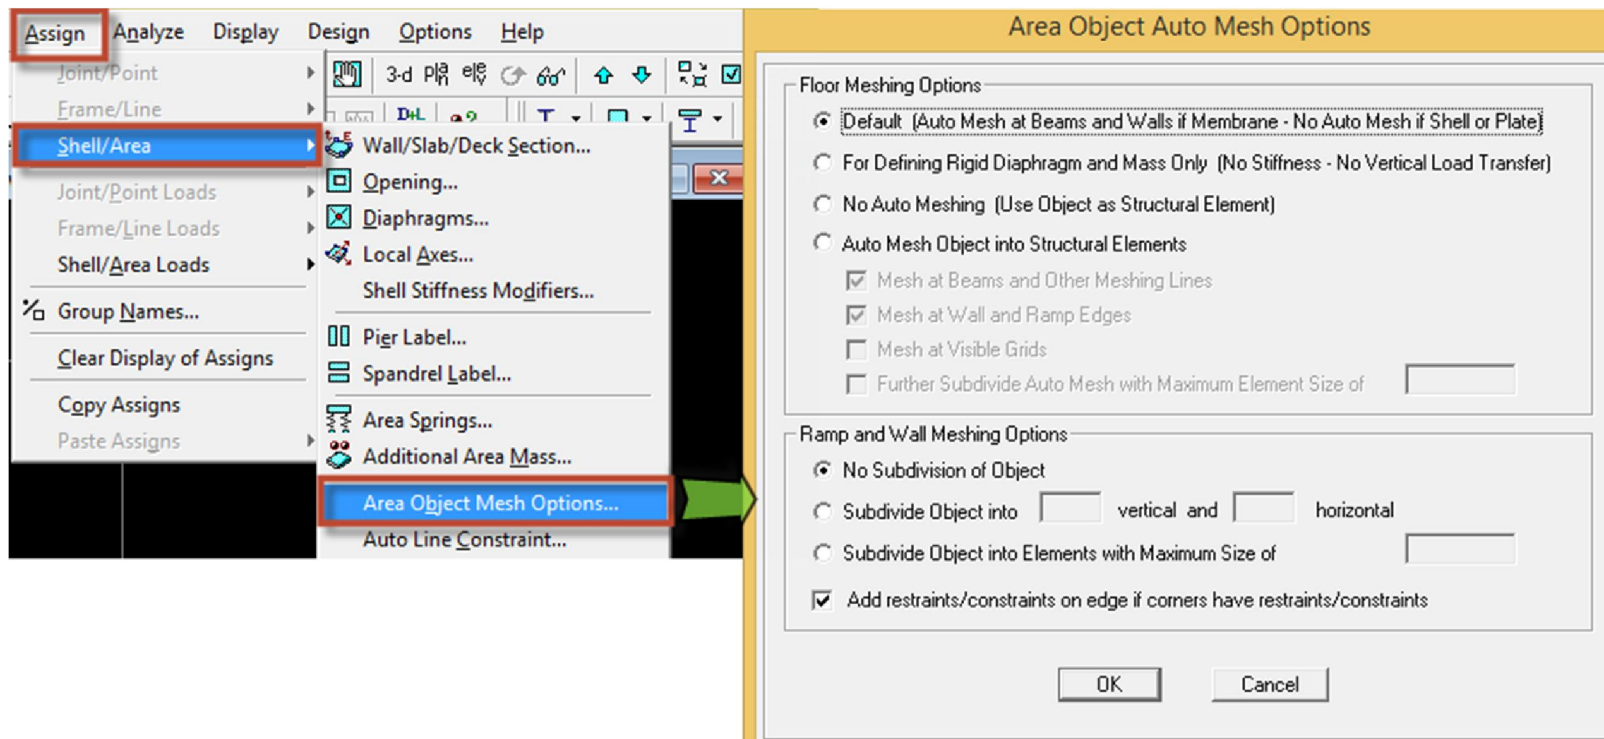 Assign Analyze Display Design Options Help
Joint/Point
Frame/Line
Shell/Area
Joint/Point Loads
Frame/Line Loads
Shell/Area Loads
Group Names...
Clear Display of Assigns
Copy Assigns
Paste Assigns
3-d
Wall/Slab/Deck Section...
Opening...
Diaphragms...
Local Axes...
Shell Stiffness Modifiers...
Pier Label...
Spandrel Label...
Area Springs...
Additional Area Mass...
Area Object Mesh Options...
Auto Line Constraint...
Area Object Auto Mesh Options
Floor Meshing Options
Default (Auto Mesh at Beams and Walls if Membrane - No Auto Mesh if Shell or Plate)
For Defining Rigid Diaphragm and Mass Only (No Stiffness - No Vertical Load Transfer)
No Auto Meshing (Use Object as Structural Element)
Auto Mesh Object into Structural Elements
Mesh at Beams and Other Meshing Lines
Mesh at Wall and Ramp Edges
Mesh at Visible Grids
Further Subdivide Auto Mesh with Maximum Element Size of
Ramp and Wall Meshing Options
No Subdivision of Object
Subdivide Object into vertical and horizontal
Subdivide Object into Elements with Maximum Size of
Add restraints/constraints on edge if corners have restraints/constraints
OK Cancel